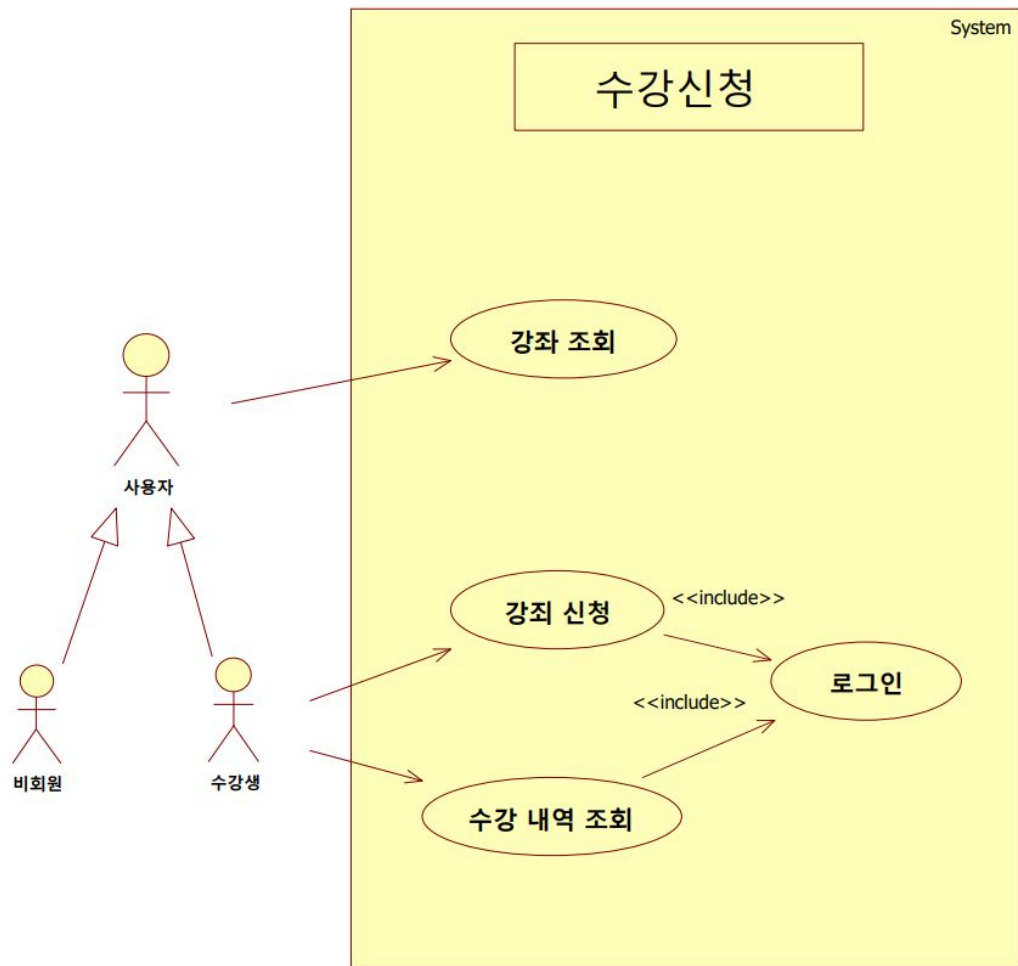 System
수강신청
강좌 조회
사용자
강죄 신청
<<include>>
로그인
<<include>>
비회원
수강생
수강 내역 조회